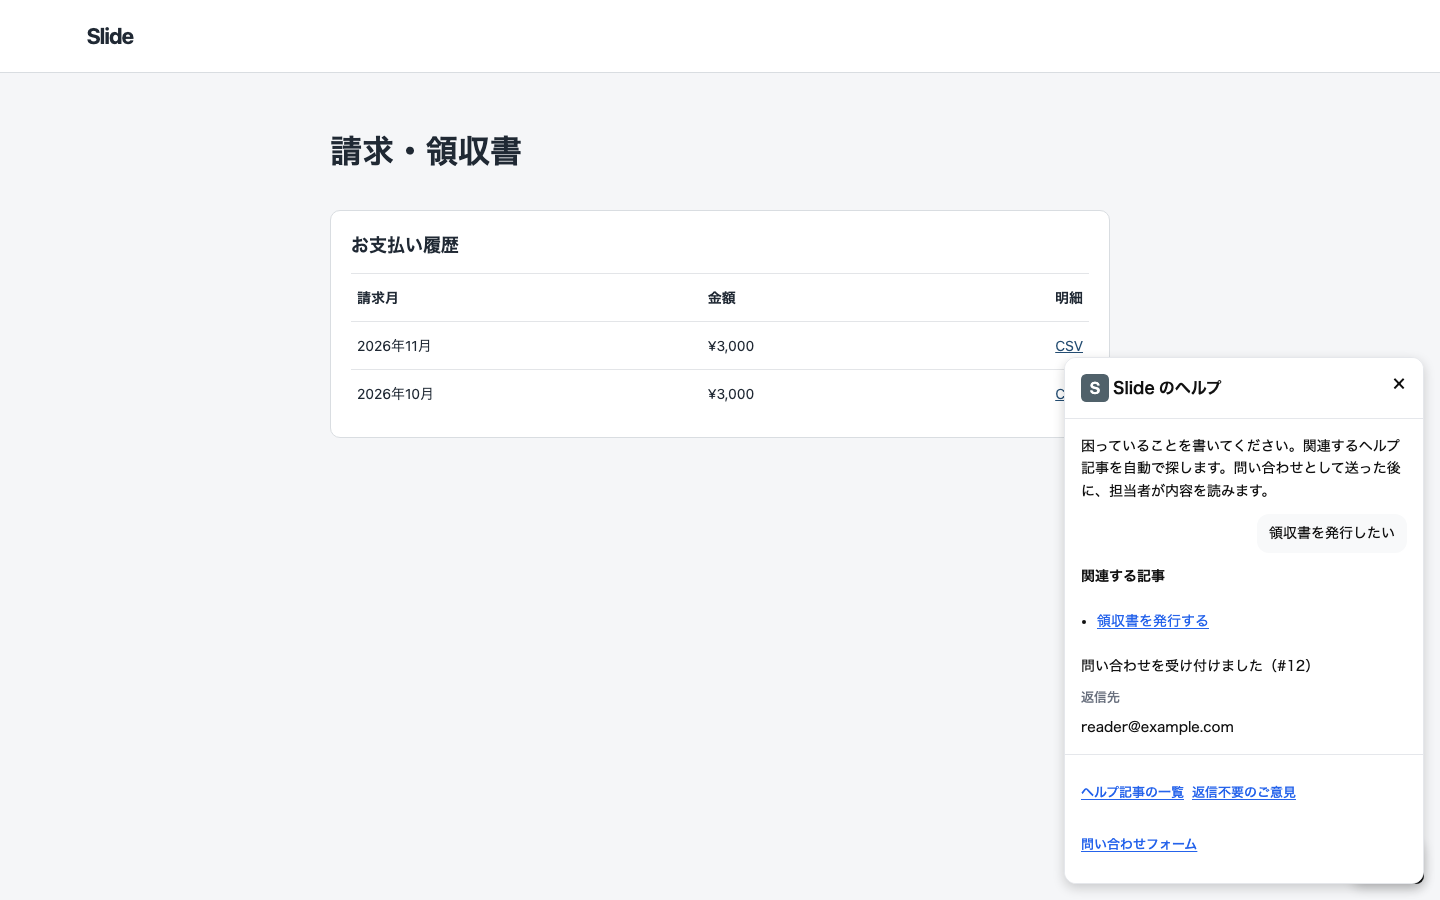 Slide
請求・領収書
お支払い履歴
請求月 金額 明細
2026年11月 ¥3,000 CSV
2026年10月 ¥3,000
S Slide のヘルプ ×
困っていることを書いてください。関連するヘルプ
記事を自動で探します。問い合わせとして送った後
に、担当者が内容を読みます。
領収書を発行したい
関連する記事
• 領収書を発行する
問い合わせを受け付けました（#12）
返信先
reader@example.com
ヘルプ記事の一覧 返信不要のご意見
問い合わせフォーム